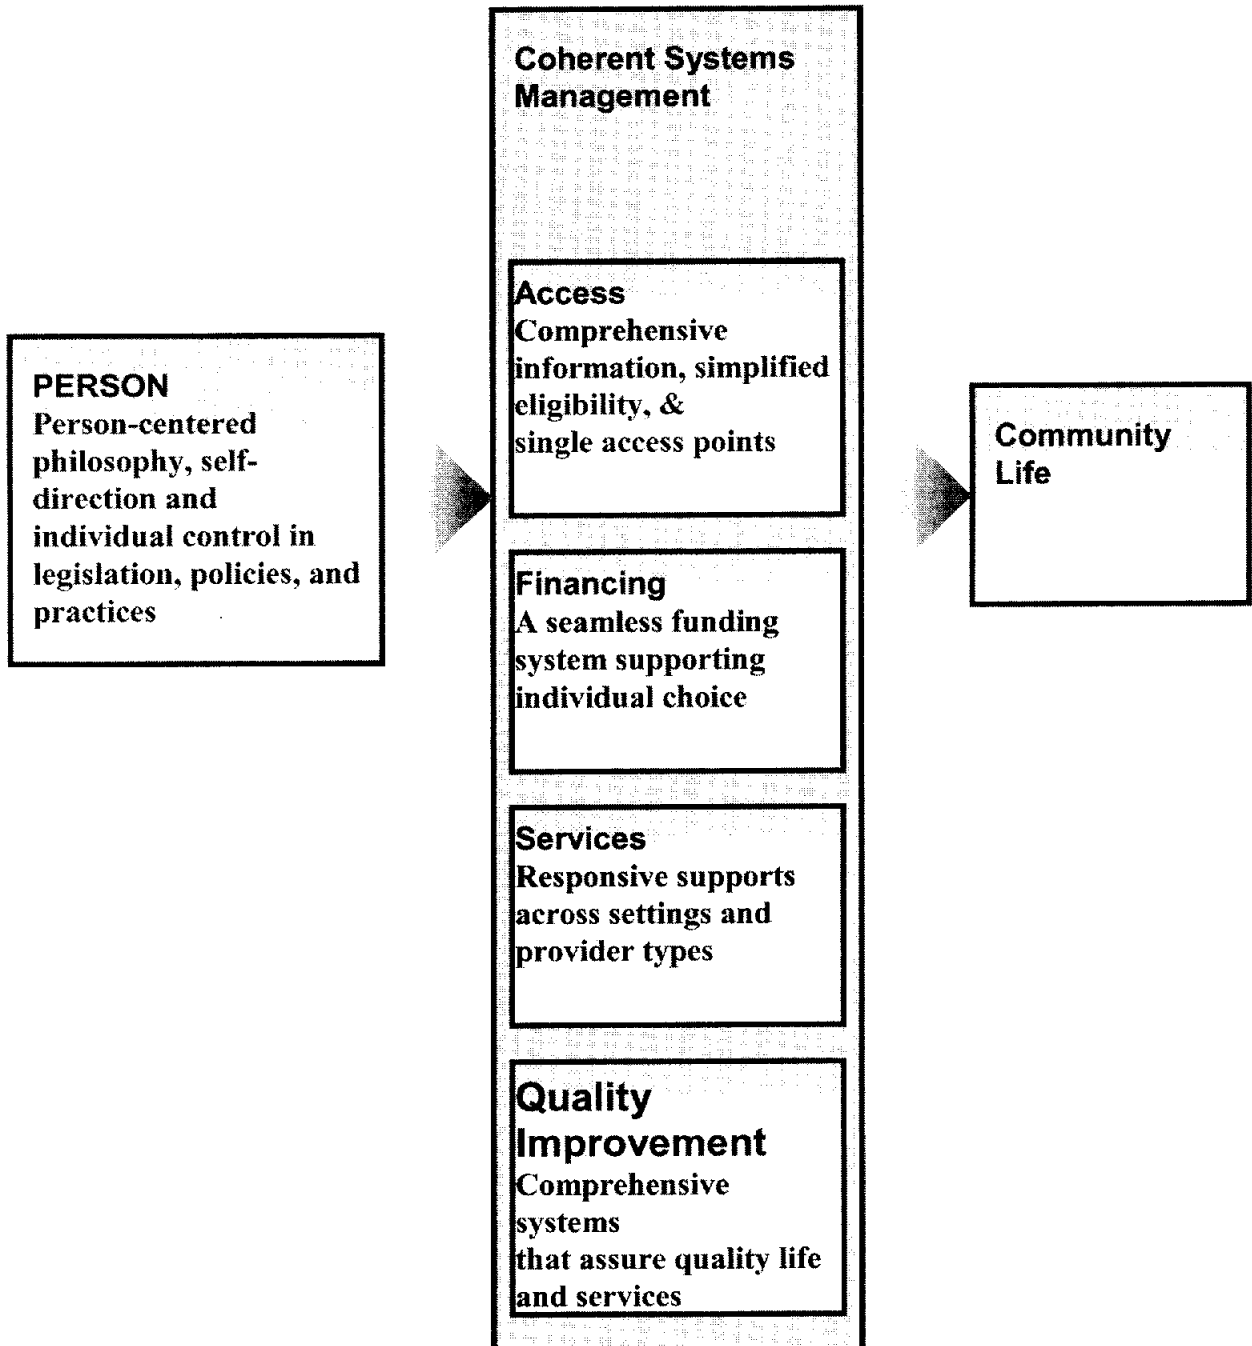 Coherent Systems
Management
Access
Comprehensive
information, simplified
eligibility, &
single access points
PERSON
Person-centered
philosophy, self-
direction and
individual control in
legislation, policies, and
practices
Community
Life
Financing
A seamless funding
system supporting
individual choice
Services
Responsive supports
across settings and
provider types
Quality
Improvement
Comprehensive
systems
that assure quality life
and services